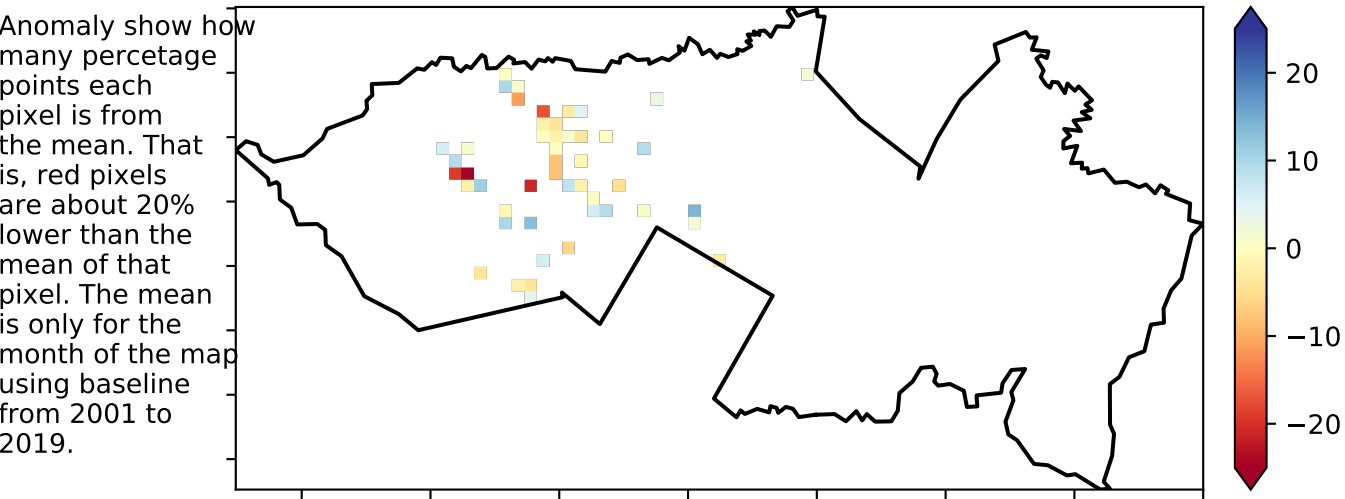 Anomaly show how
many percetage
points each
pixel is from
the mean. That
is, red pixels
are about 20%
lower than the
mean of that
pixel. The mean
is only for the
month of the map
using baseline
from 2001 to
2019.
20
10
0
−10
−20